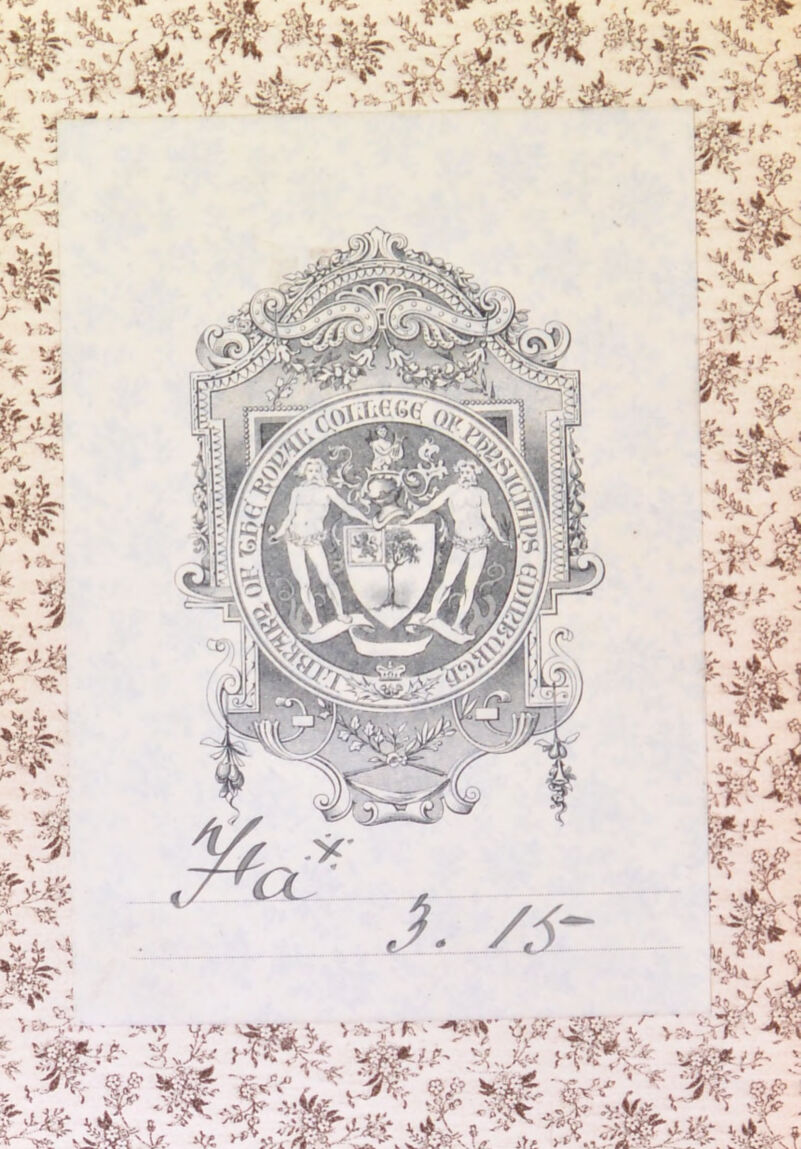 LIBRARY OF THE ROYAL COLLEGE OF PHYSICIANS EDINBURGH
Ha※
3. 15